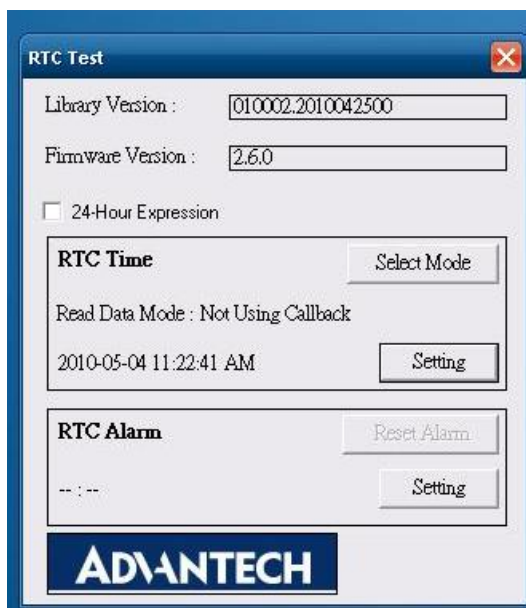 RTC Test
Library Version : 010002.2010042500
Firmware Version : 2.6.0
24-Hour Expression
RTC Time
Select Mode
Read Data Mode : Not Using Callback
2010-05-04 11:22:41 AM
Setting
RTC Alarm
Reset Alarm
-- : --
Setting
ADVANTECH